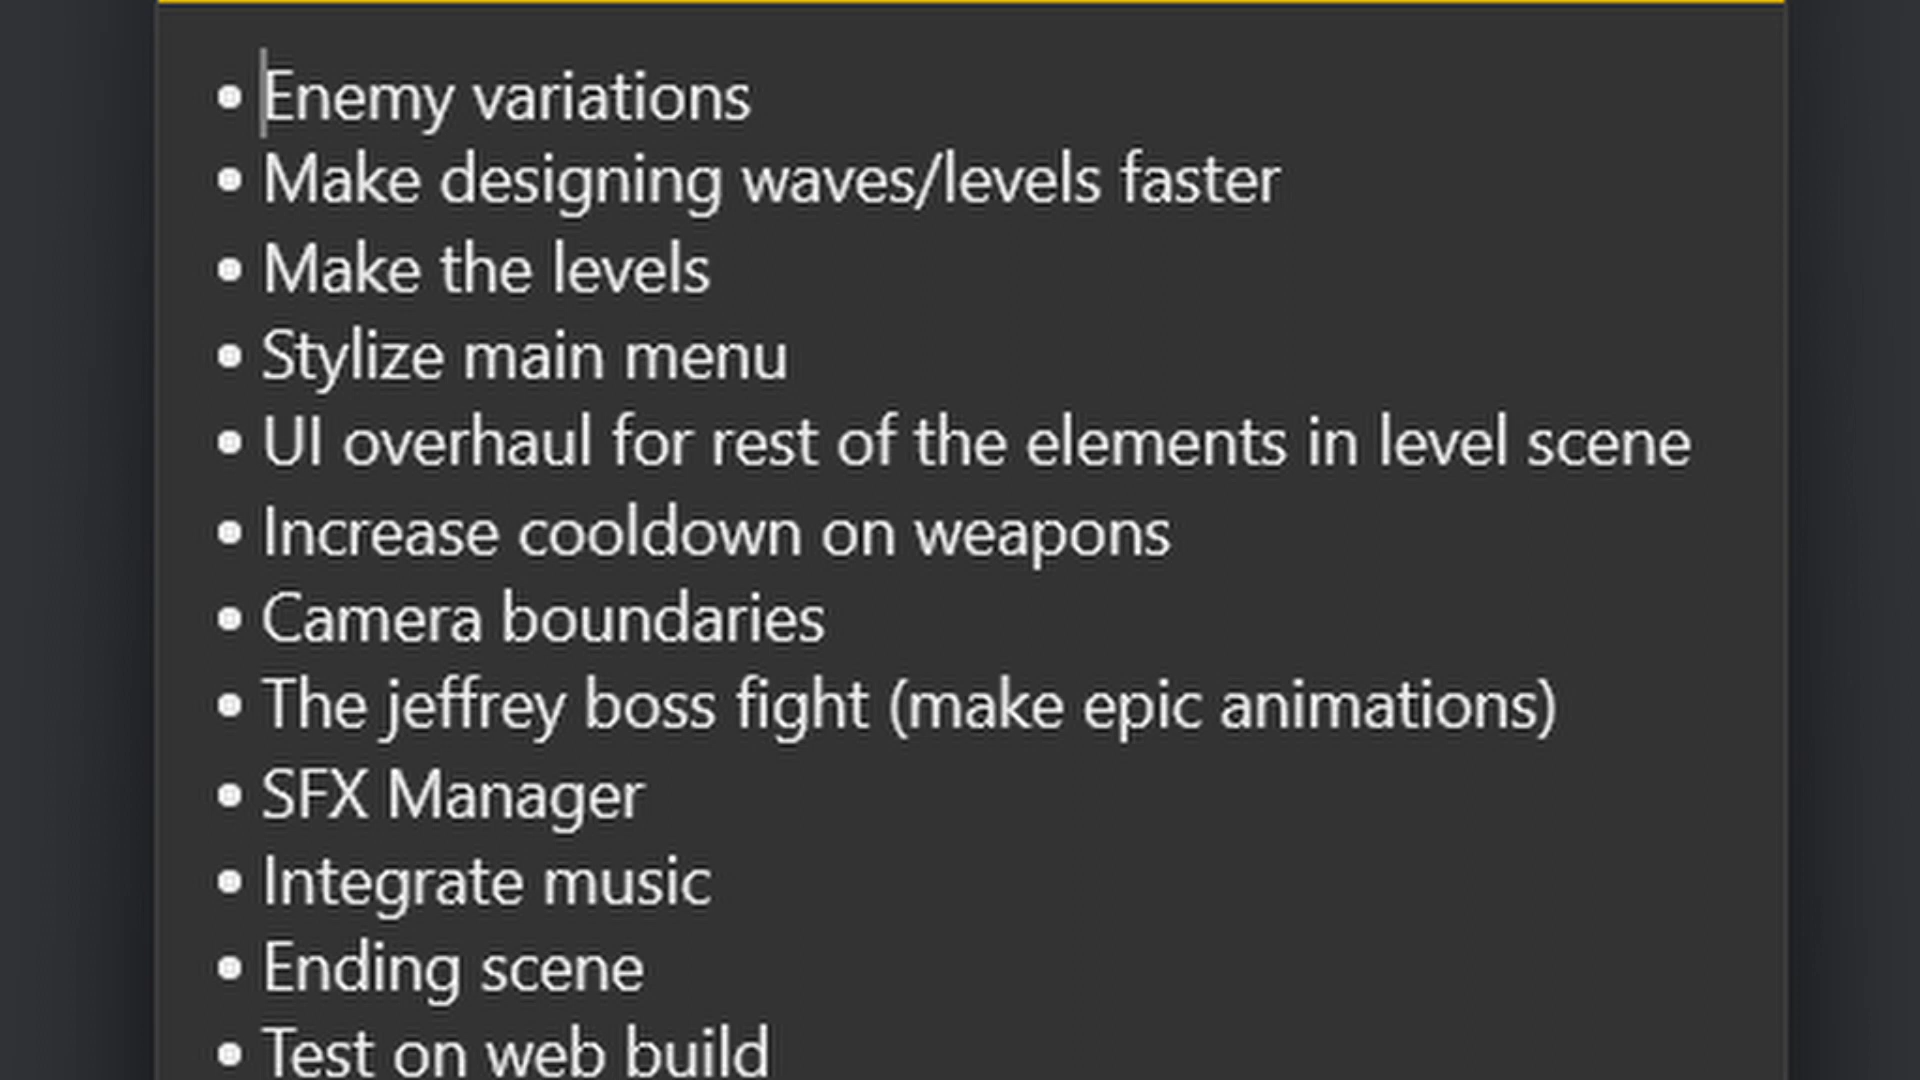 • Enemy variations
• Make designing waves/levels faster
• Make the levels
• Stylize main menu
• UI overhaul for rest of the elements in level scene
• Increase cooldown on weapons
• Camera boundaries
• The jeffrey boss fight (make epic animations)
• SFX Manager
• Integrate music
• Ending scene
• Test on web build